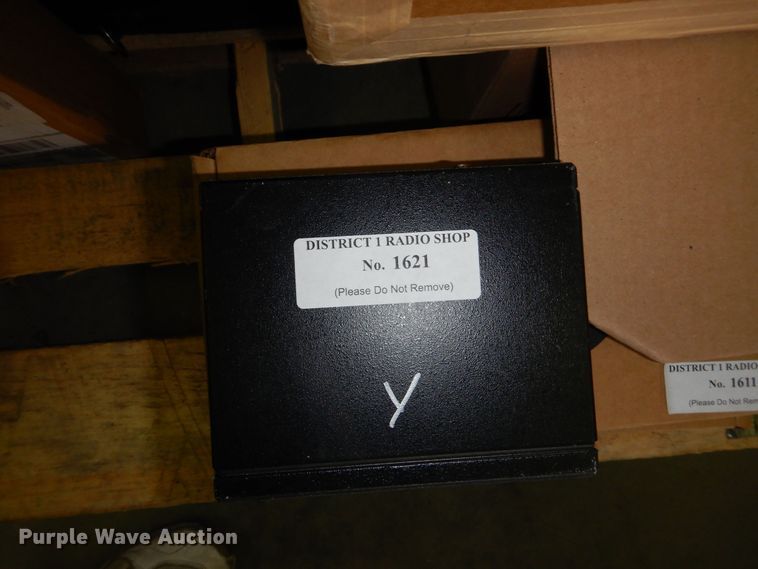 DISTRICT 1 RADIO SHOP
No. 1621
(Please Do Not Remove)
Y
DISTRICT 1 RADIO
No. 1611
(Please Do Not Rem
Purple Wave Auction